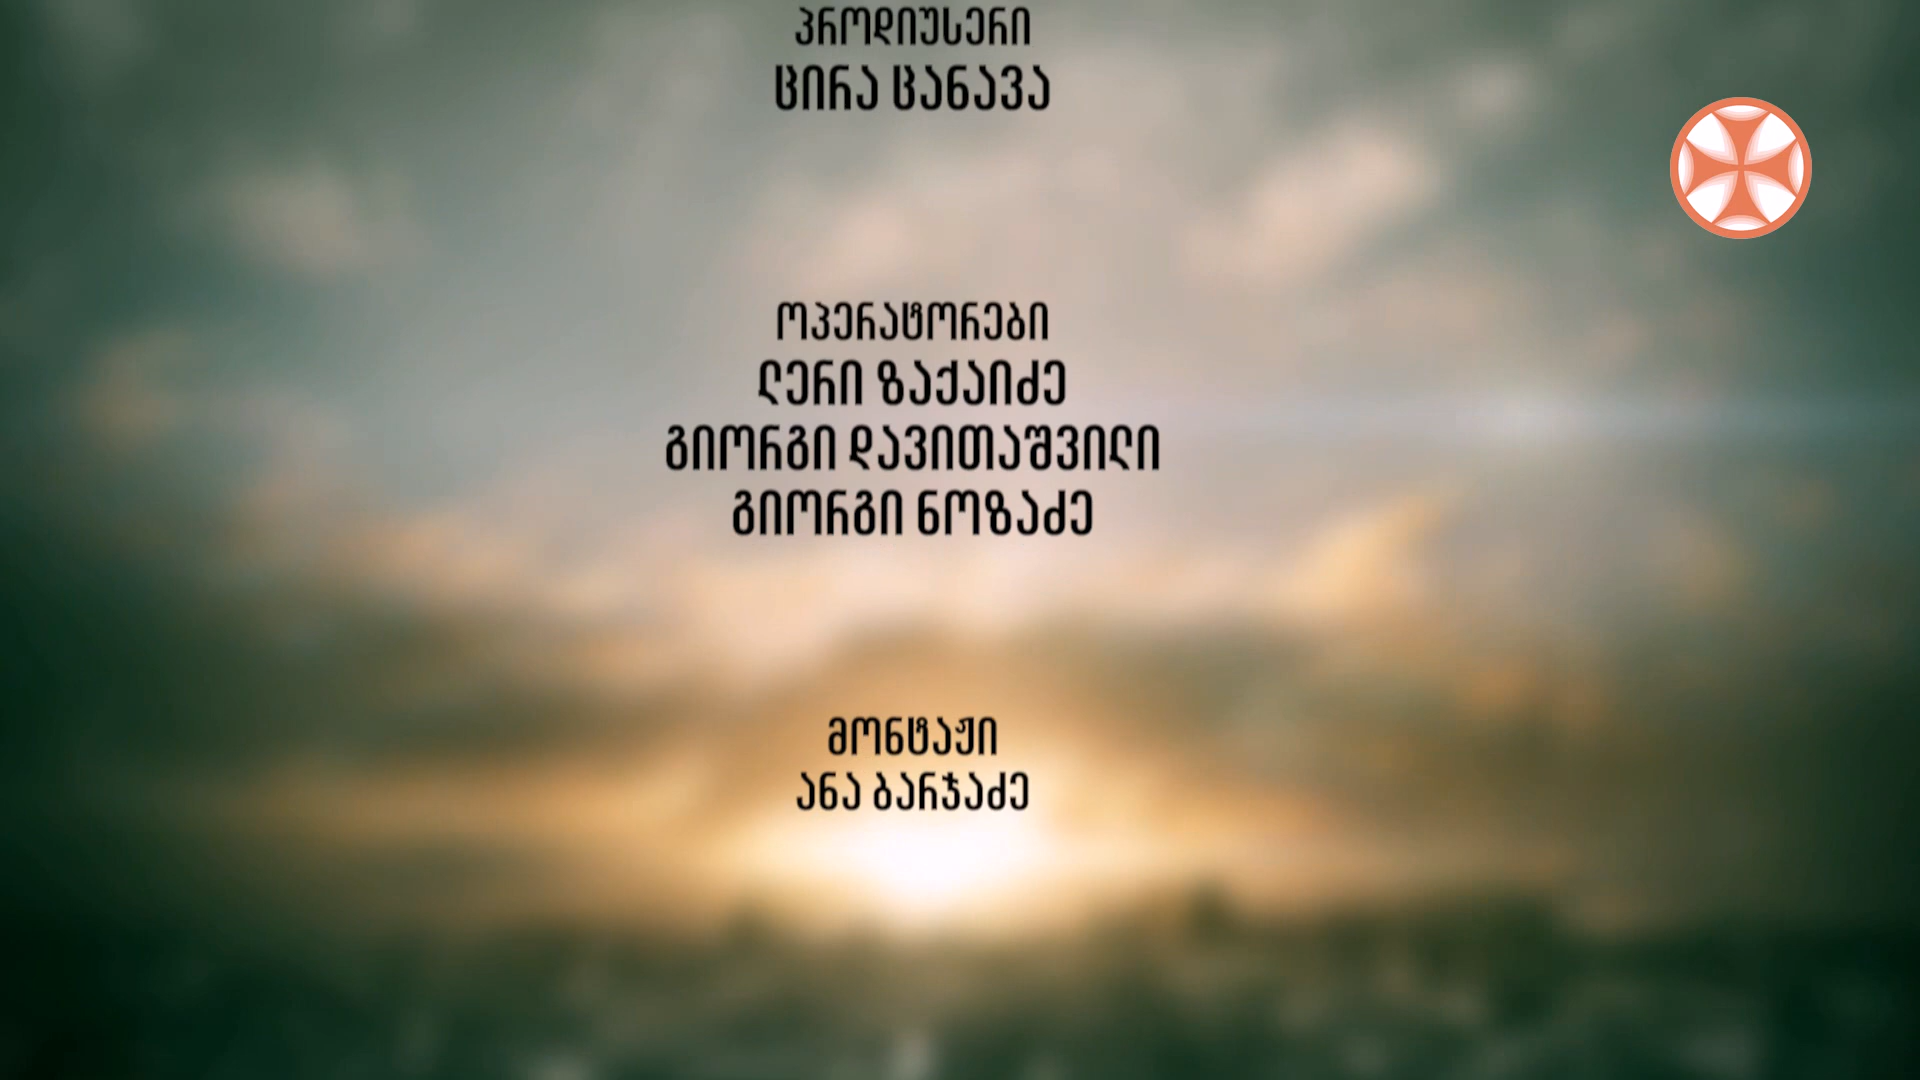 პროდიუსერი
ცირა ცანავა
ოპერატორები
ლერი ზაქაიძე
გიორგი დავითაშვილი
გიორგი ნოზაძე
მონტაჟი
ანა ბარჯაძე